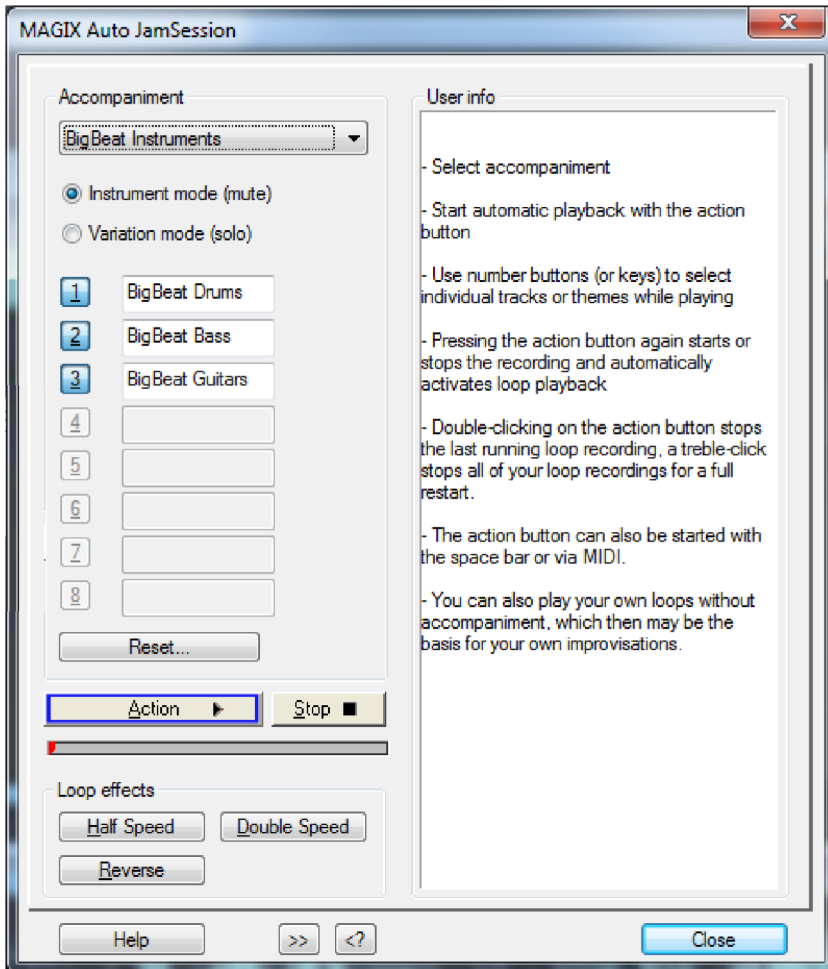 MAGIX Auto JamSession
Accompaniment
BigBeat Instruments
Instrument mode (mute)
Variation mode (solo)
1 BigBeat Drums
2 BigBeat Bass
3 BigBeat Guitars
4
5
6
7
8
Reset...
Action
Stop
Loop effects
Half Speed
Double Speed
Reverse
User info
- Select accompaniment
- Start automatic playback with the action
button
- Use number buttons (or keys) to select
individual tracks or themes while playing
- Pressing the action button again starts or
stops the recording and automatically
activates loop playback
- Double-clicking on the action button stops
the last running loop recording, a treble-click
stops all of your loop recordings for a full
restart.
- The action button can also be started with
the space bar or via MIDI.
- You can also play your own loops without
accompaniment, which then may be the
basis for your own improvisations.
Help
>>
<?
Close